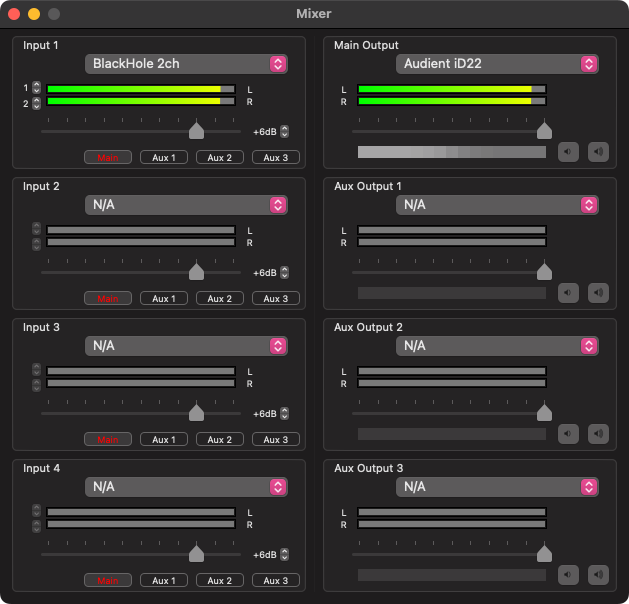 Mixer
Input 1
BlackHole 2ch
1
L
2
R
+6dB
Main Aux 1 Aux 2 Aux 3
Main Output
Audient iD22
L
R
Input 2
N/A
L
R
+6dB
Main Aux 1 Aux 2 Aux 3
Aux Output 1
N/A
L
R
Input 3
N/A
L
R
+6dB
Main Aux 1 Aux 2 Aux 3
Aux Output 2
N/A
L
R
Input 4
N/A
L
R
+6dB
Main Aux 1 Aux 2 Aux 3
Aux Output 3
N/A
L
R